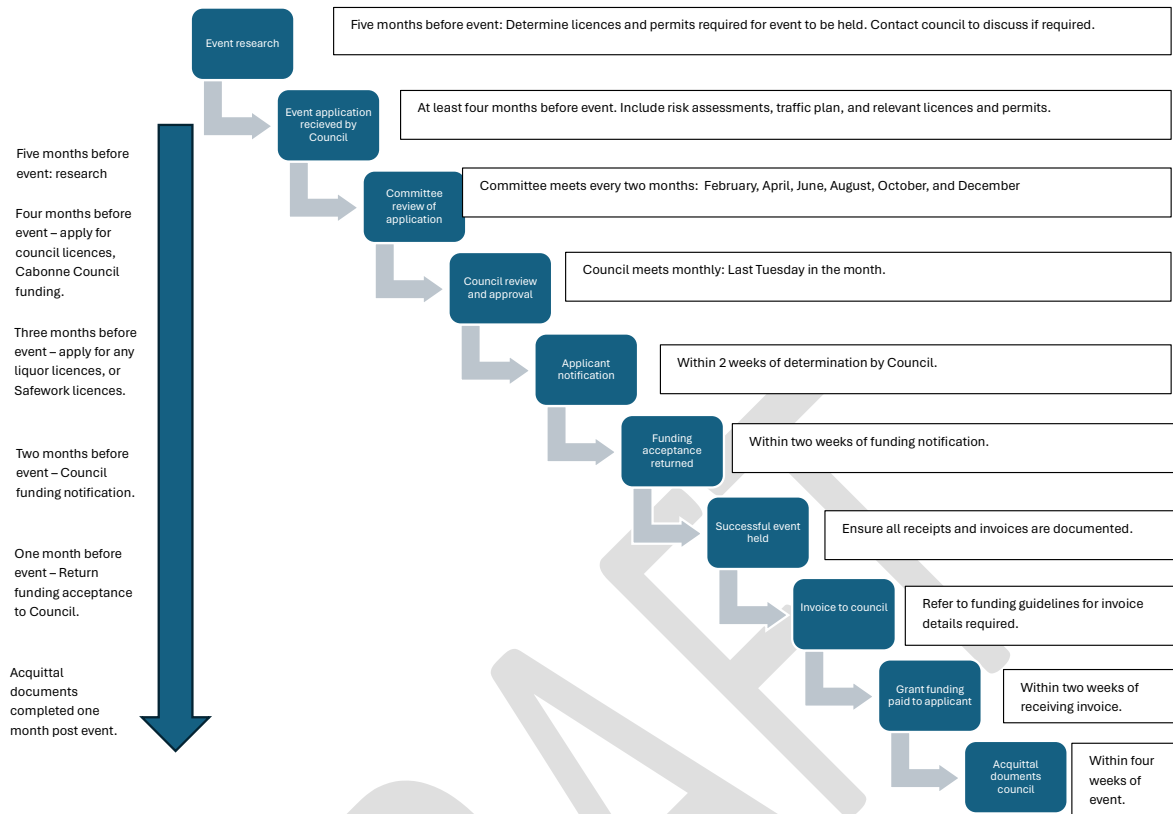 Event research
Five months before event: Determine licences and permits required for event to be held. Contact council to discuss if required.
Event application
recieved by
Council
At least four months before event. Include risk assessments, traffic plan, and relevant licences and permits.
Committee
review of
application
Committee meets every two months: February, April, June, August, October, and December
Council review
and approval
Council meets monthly: Last Tuesday in the month.
Applicant
notification
Within 2 weeks of determination by Council.
Funding
acceptance
returned
Within two weeks of funding notification.
Successful event
held
Ensure all receipts and invoices are documented.
Invoice to council
Refer to funding guidelines for invoice
details required.
Grant funding
paid to applicant
Within two weeks of
receiving invoice.
Acquittal
douments
council
Within four
weeks of
event.
Five months before
event: research
Four months before
event – apply for
council licences,
Cabonne Council
funding.
Three months before
event – apply for any
liquor licences, or
Safework licences.
Two months before
event – Council
funding notification.
One month before
event – Return
funding acceptance
to Council.
Acquittal
documents
completed one
month post event.
DRAFT